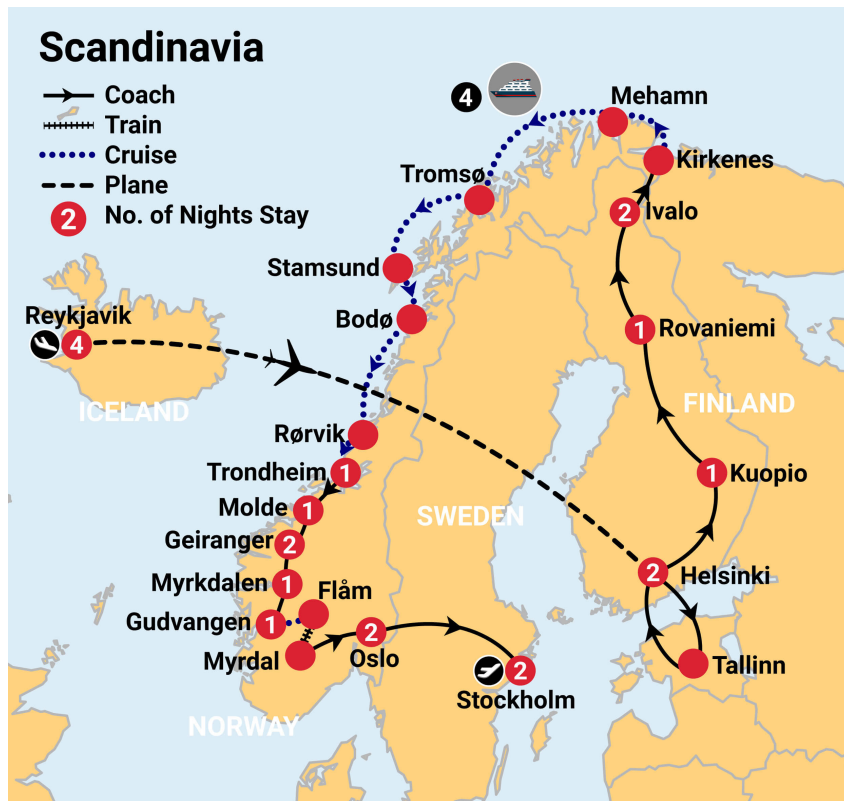 Scandinavia
Coach
Train
Cruise
Plane
2 No. of Nights Stay
4
Mehamn
Kirkenes
Tromsø
2 Ivalo
Stamsund
Bodø
Reykjavik
4
1 Rovaniemi
ICELAND
FINLAND
Rørvik
Trondheim 1
1 Kuopio
Molde 1
SWEDEN
Geiranger 2
Myrkdalen 1
2 Helsinki
Flåm
Gudvangen 1
Myrdal
2
Oslo
Tallinn
2
Stockholm
NORWAY